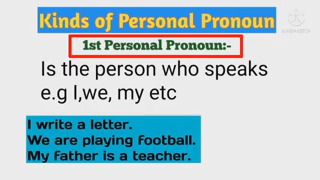 Kinds of Personal Pronoun
1st Personal Pronoun:-
Is the person who speaks
e.g I,we, my etc
I write a letter.
We are playing football.
My father is a teacher.